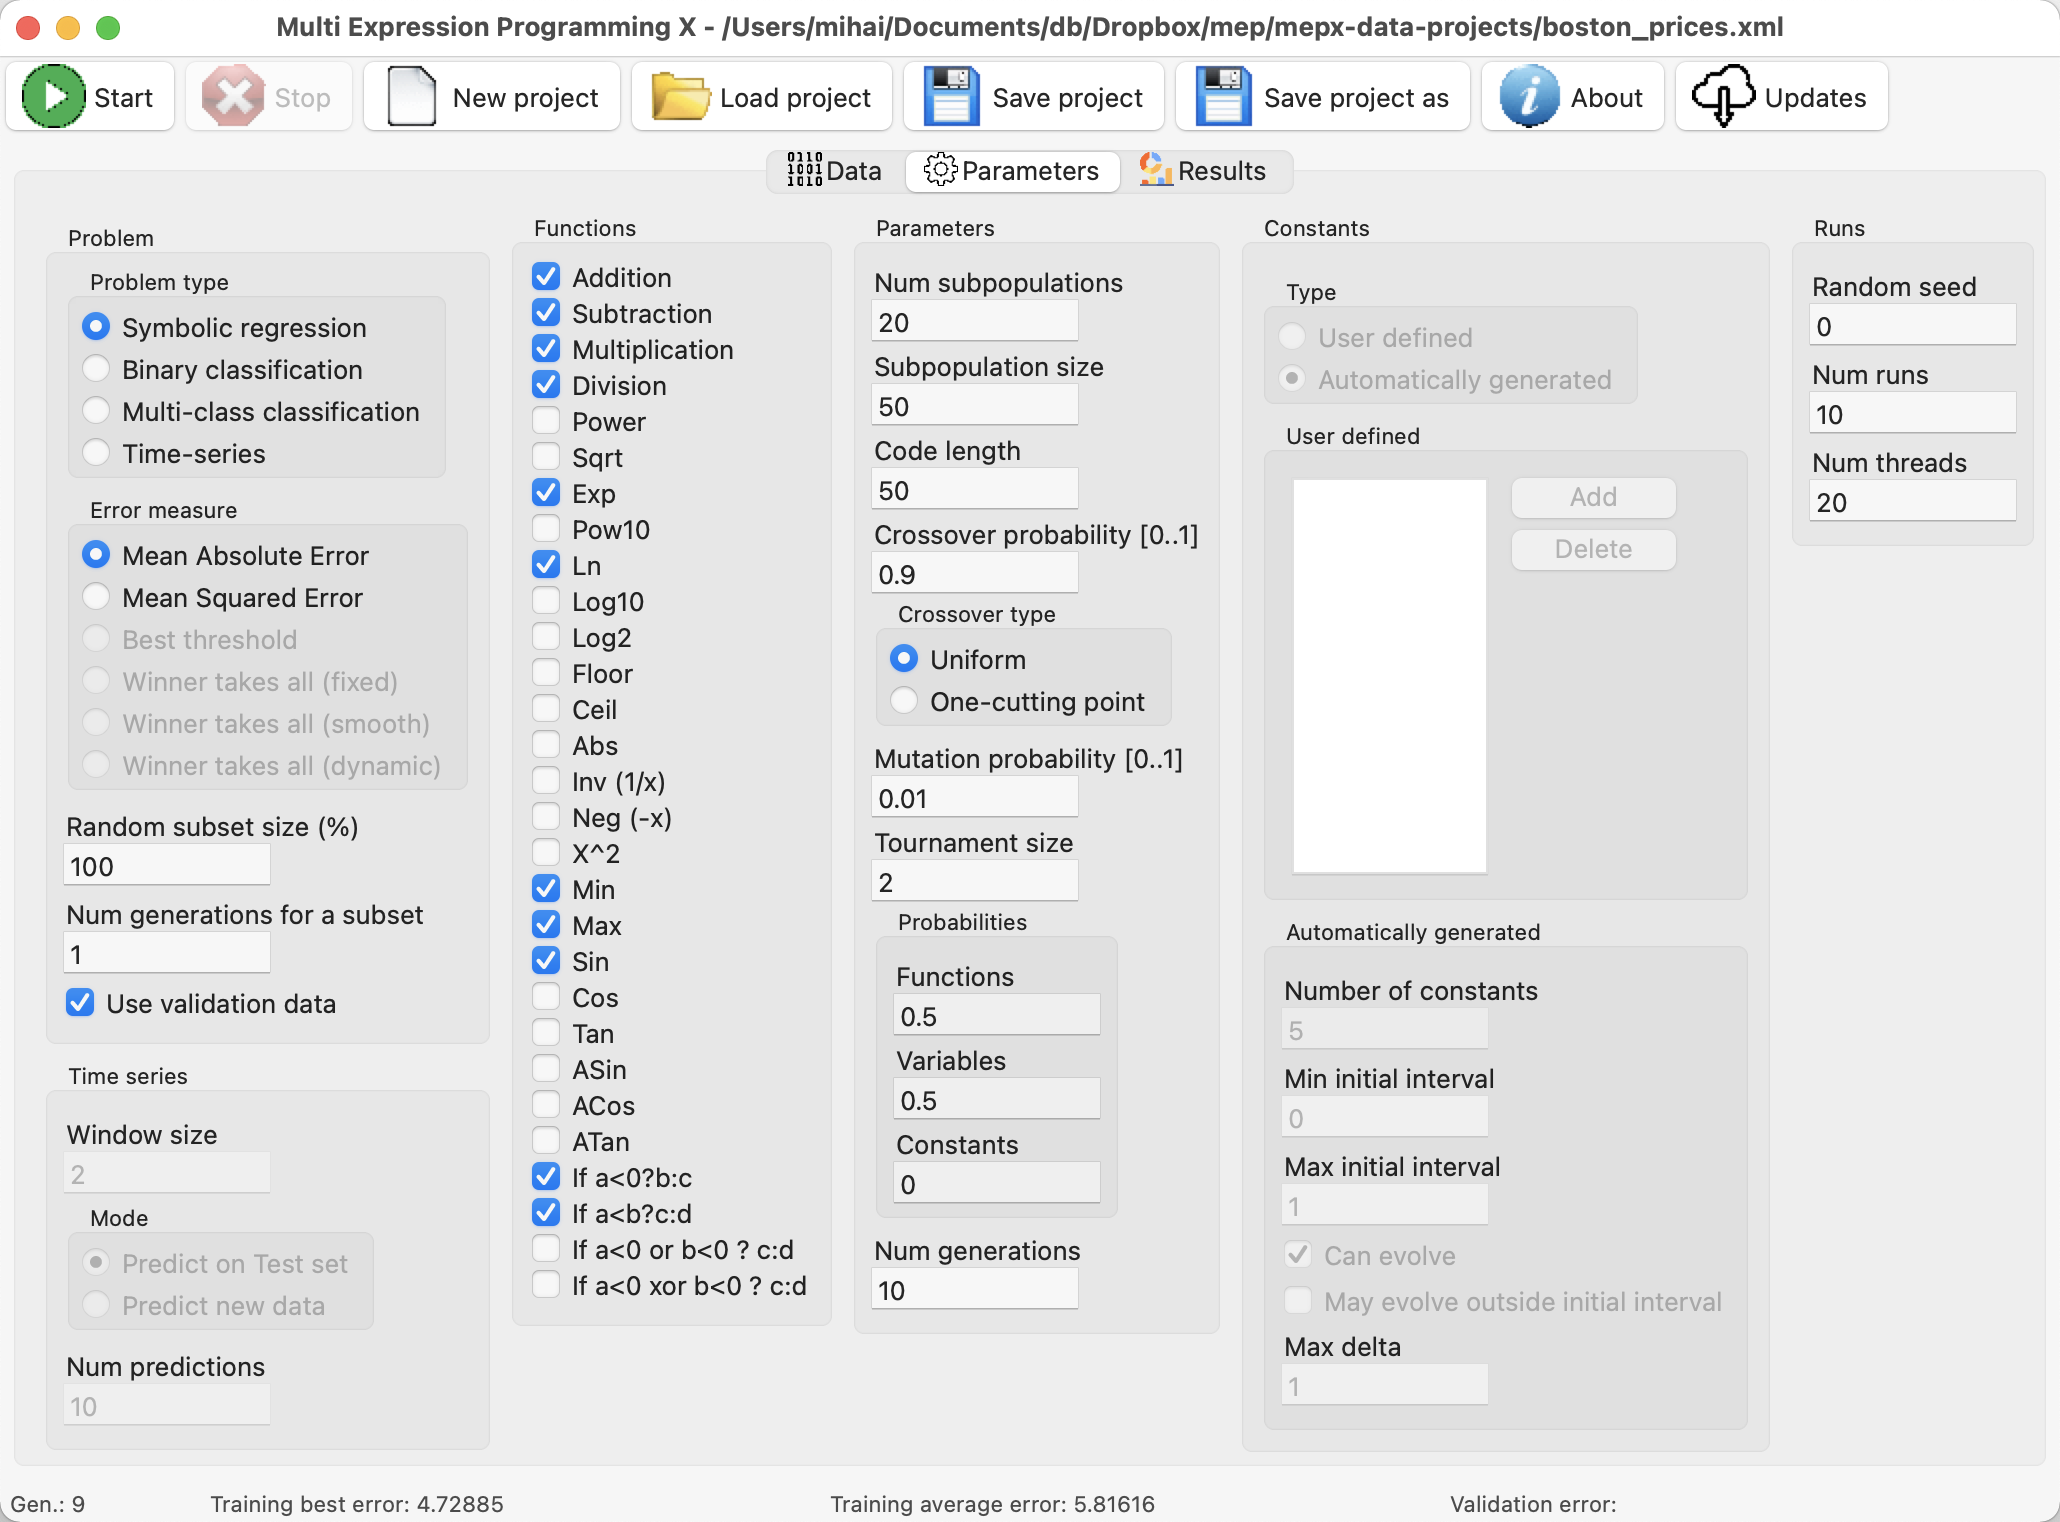 Multi Expression Programming X - /Users/mihai/Documents/db/Dropbox/mep/mepx-data-projects/boston_prices.xml
Start
Stop
New project
Load project
Save project
Save project as
About
Updates
0110
1001
1010
Data
Parameters
Results
Problem
Problem type
Symbolic regression
Binary classification
Multi-class classification
Time-series
Error measure
Mean Absolute Error
Mean Squared Error
Best threshold
Winner takes all (fixed)
Winner takes all (smooth)
Winner takes all (dynamic)
Random subset size (%)
100
Num generations for a subset
1
Use validation data
Time series
Window size
2
Mode
Predict on Test set
Predict new data
Num predictions
10
Functions
Addition
Subtraction
Multiplication
Division
Power
Sqrt
Exp
Pow10
Ln
Log10
Log2
Floor
Ceil
Abs
Inv (1/x)
Neg (-x)
X^2
Min
Max
Sin
Cos
Tan
ASin
ACos
ATan
If a<0?b:c
If a<b?c:d
If a<0 or b<0 ? c:d
If a<0 xor b<0 ? c:d
Parameters
Num subpopulations
20
Subpopulation size
50
Code length
50
Crossover probability [0..1]
0.9
Crossover type
Uniform
One-cutting point
Mutation probability [0..1]
0.01
Tournament size
2
Probabilities
Functions
0.5
Variables
0.5
Constants
0
Num generations
10
Constants
Type
User defined
Automatically generated
User defined
Add
Delete
Automatically generated
Number of constants
5
Min initial interval
0
Max initial interval
1
Can evolve
May evolve outside initial interval
Max delta
1
Runs
Random seed
0
Num runs
10
Num threads
20
Gen.: 9
Training best error: 4.72885
Training average error: 5.81616
Validation error: